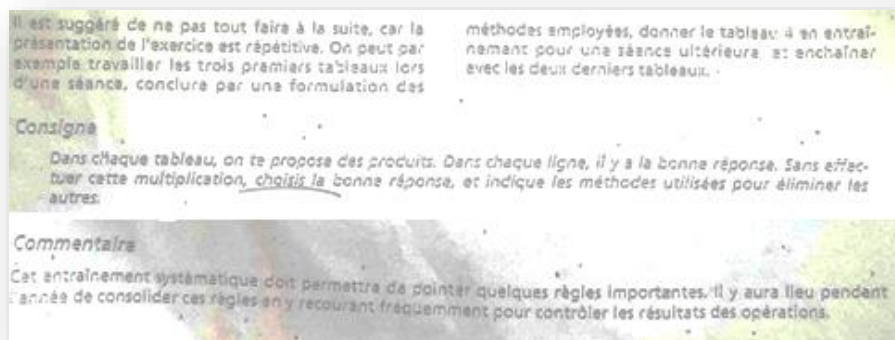 Il est suggéré de ne pas tout faire à la suite, car la
présentation de l'exercice est répétitive. On peut par
exemple travailler les trois premiers tableaux lors
d'une séance, conclure par une formulation des
méthodes employées, donner le tableau 4 en entraî-
nement pour une séance ultérieure et enchaîner
avec les deux derniers tableaux.
Consigne
Dans chaque tableau, on te propose des produits. Dans chaque ligne, il y a la bonne réponse. Sans effec-
tuer cette multiplication, choisis la bonne réponse, et indique les méthodes utilisées pour éliminer les
autres.
Commentaire
Cet entraînement systématique doit permettre de pointer quelques règles importantes. Il y aura lieu pendant
l'année de consolider ces règles en y recourant fréquemment pour contrôler les résultats des opérations.